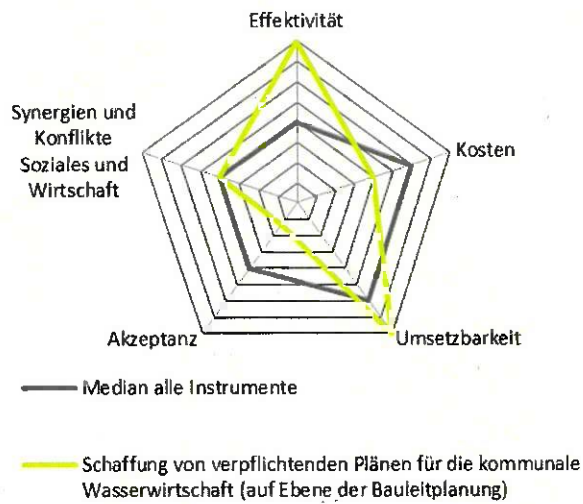 Effektivität
Synergien und
Konflikte
Soziales und
Wirtschaft
Kosten
Akzeptanz
Umsetzbarkeit
Median alle Instrumente
Schaffung von verpflichtenden Plänen für die kommunale
Wasserwirtschaft (auf Ebene der Bauleitplanung)